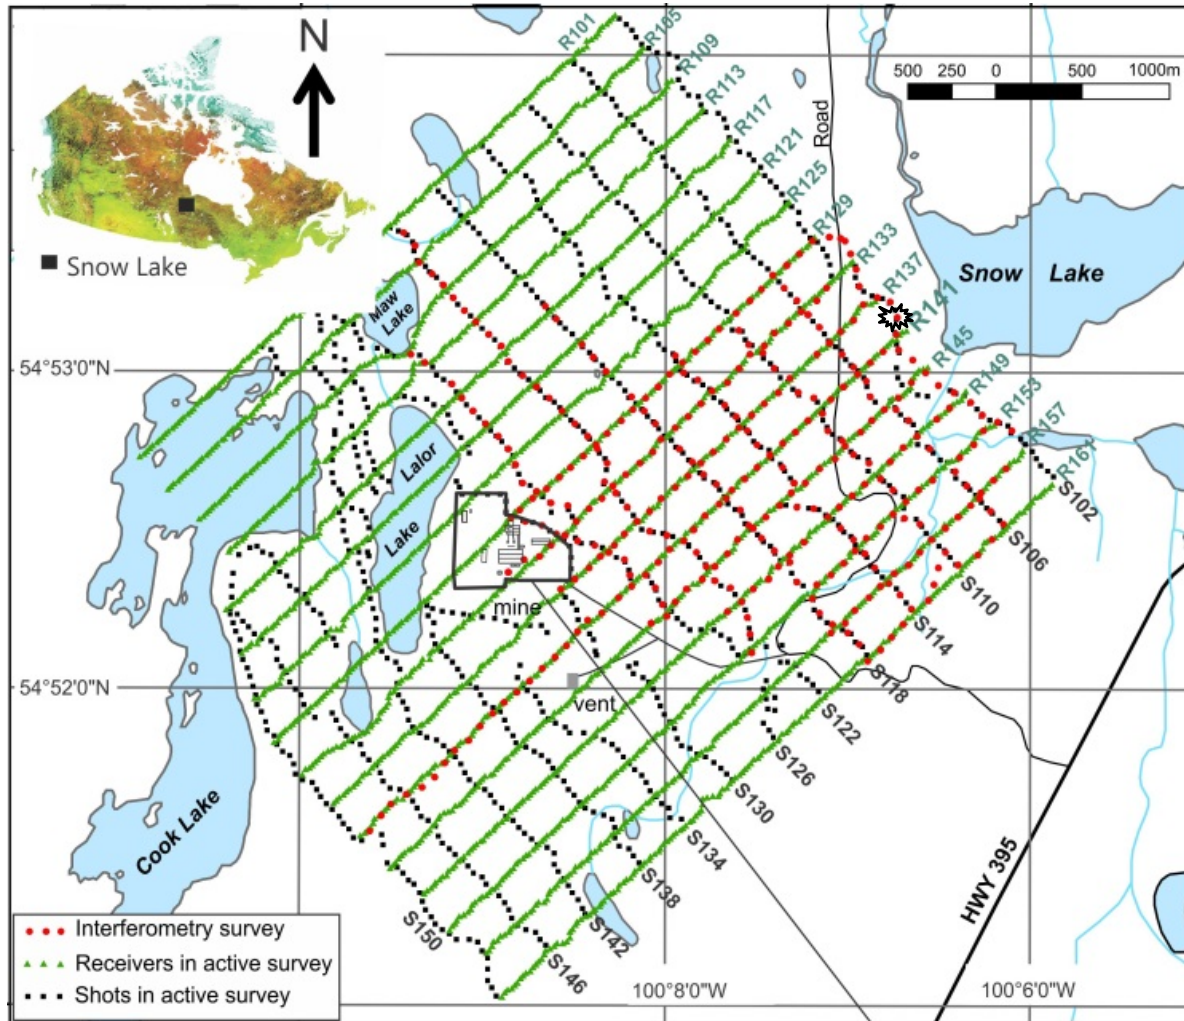 N
R101
R105
R109
R113
R117
R121
R125
R129
R133
R137
R141
R145
R149
R153
R157
R161
500 250 0 500 1000m
Road
Snow Lake
Snow Lake
Maw
Lake
54°53'0"N
Lalor
Lake
mine
vent
54°52'0"N
Cook Lake
S102
S106
S110
S114
S118
S122
S126
S130
S134
S138
S142
S146
S150
HWY 395
Interferometry survey
Receivers in active survey
Shots in active survey
100°8'0"W
100°6'0"W